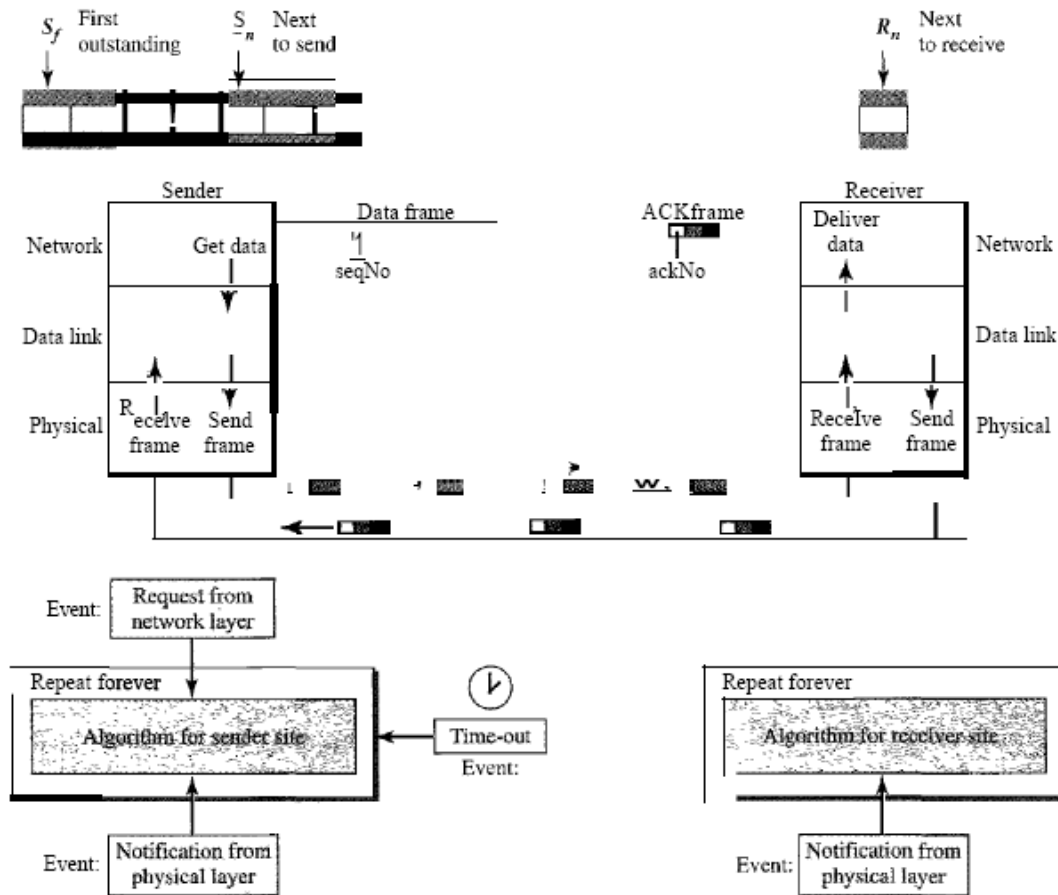 Sf First
outstanding
Sn Next
to send
Rn Next
to receive
Sender
Data frame
ACKframe
Receiver
Network
Get data
seqNo
ackNo
Deliver
data
Network
Data link
Data link
Physical
Receive
frame
Send
frame
Receive
frame
Send
frame
Physical
Event:
Request from
network layer
Repeat forever
Algorithm for sender site
Time-out
Event:
Repeat forever
Algorithm for receiver site
Event:
Notification from
physical layer
Event:
Notification from
physical layer